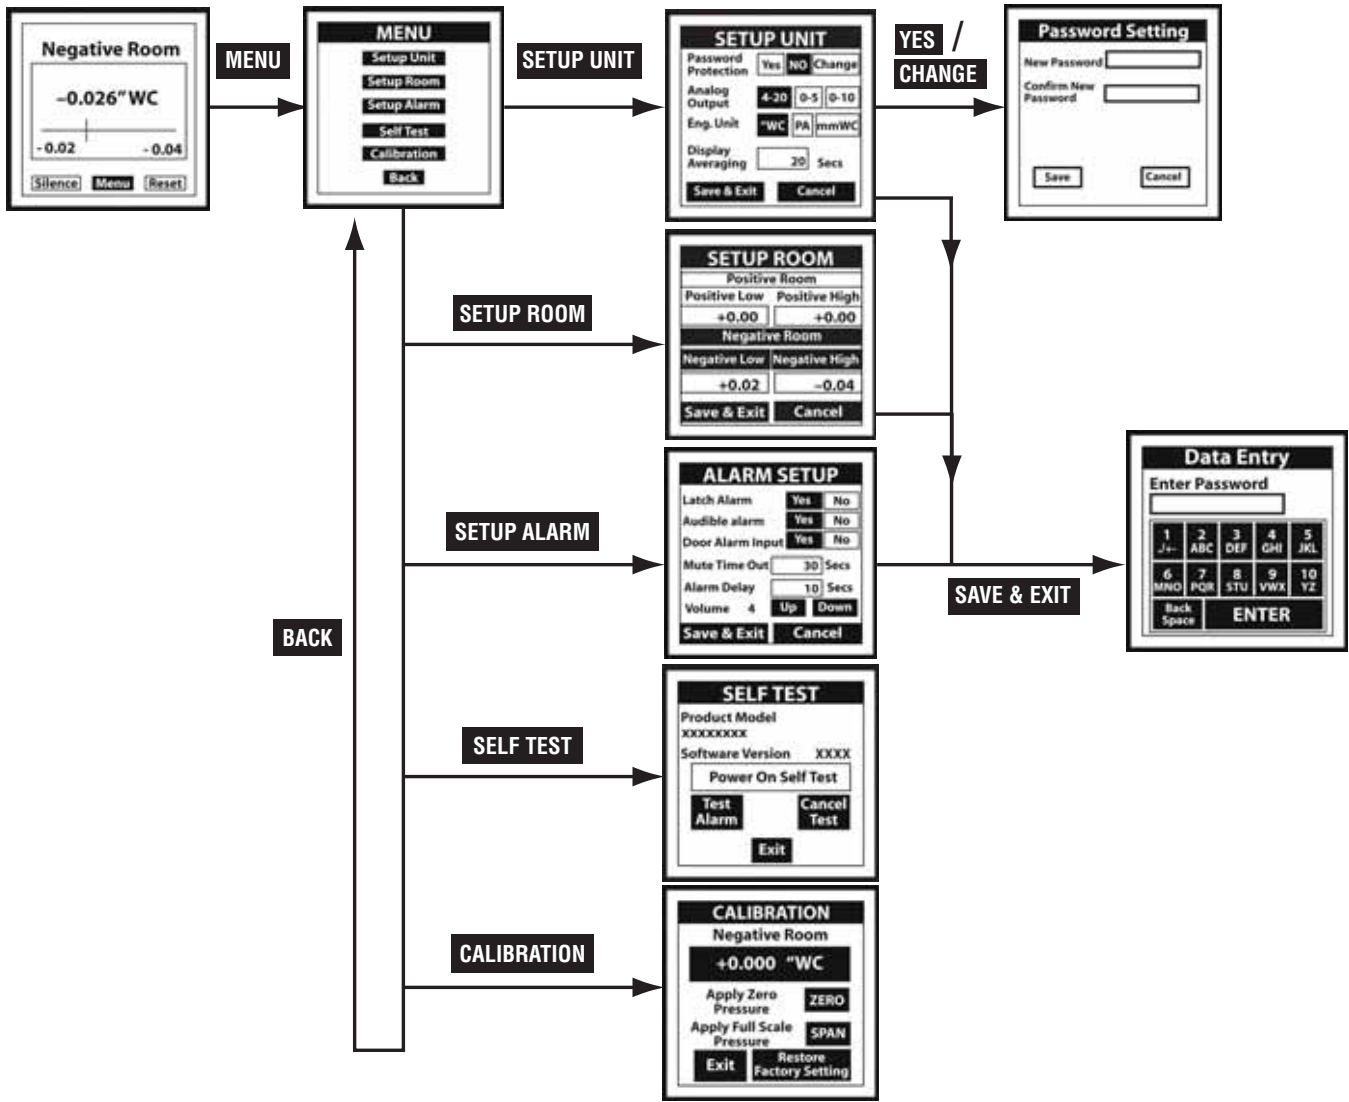 Negative Room
–0.026"WC
- 0.02 - 0.04
Silence Menu Reset
MENU
MENU
Setup Unit
Setup Room
Setup Alarm
Self Test
Calibration
Back
SETUP UNIT
SETUP UNIT
Password Protection Yes NO Change
Analog Output 4-20 0-5 0-10
Eng. Unit "WC PA mmWC
Display Averaging 20 Secs
Save & Exit Cancel
YES /
CHANGE
Password Setting
New Password
Confirm New
Password
Save Cancel
SETUP ROOM
SETUP ROOM
Positive Room
Positive Low Positive High
+0.00 +0.00
Negative Room
Negative Low Negative High
+0.02 –0.04
Save & Exit Cancel
SETUP ALARM
ALARM SETUP
Latch Alarm Yes No
Audible alarm Yes No
Door Alarm Input Yes No
Mute Time Out 30 Secs
Alarm Delay 10 Secs
Volume 4 Up Down
Save & Exit Cancel
SAVE & EXIT
Data Entry
Enter Password
1 2 3 4 5
./+- ABC DEF GHI JKL
6 7 8 9 10
MNO PQR STU VWX YZ
Back Space ENTER
BACK
SELF TEST
SELF TEST
Product Model
XXXXXXXX
Software Version XXXX
Power On Self Test
Test Alarm Cancel Test
Exit
CALIBRATION
CALIBRATION
Negative Room
+0.000 "WC
Apply Zero Pressure ZERO
Apply Full Scale Pressure SPAN
Exit Restore Factory Setting